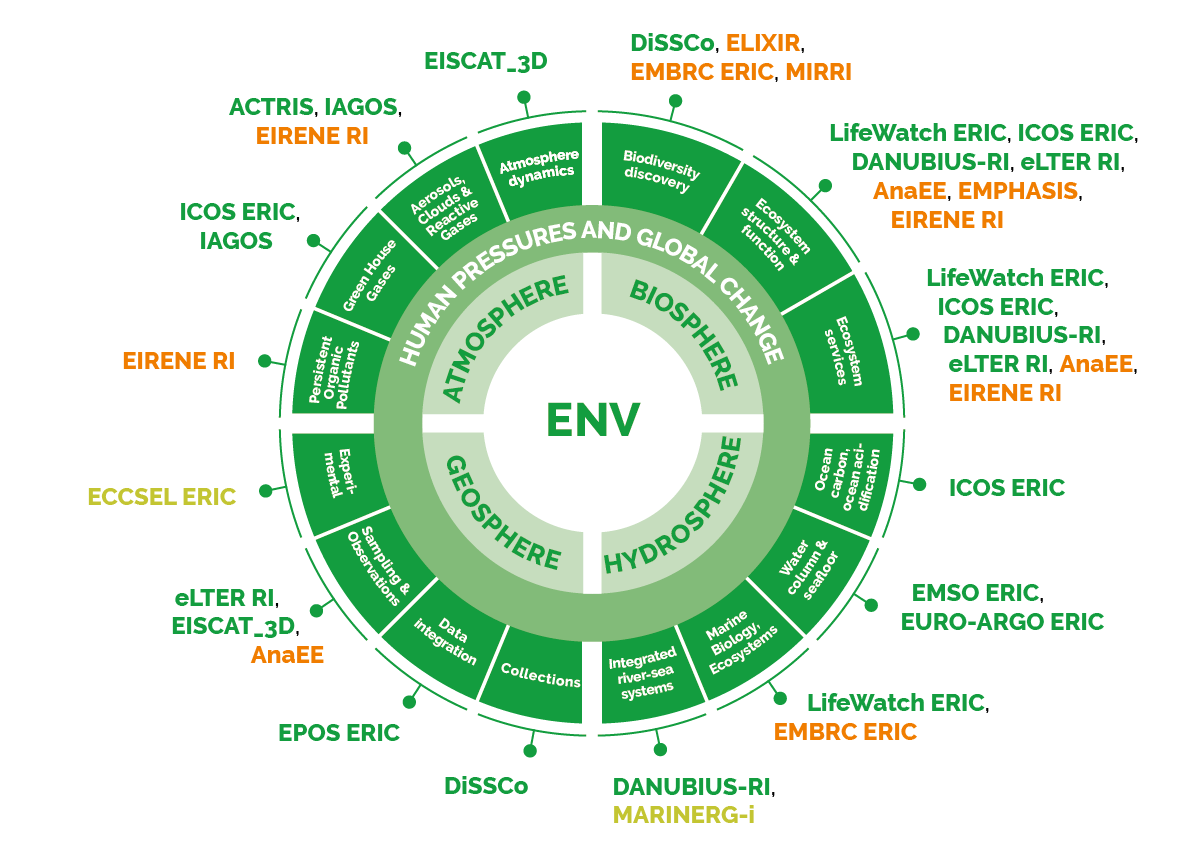 EISCAT_3D
DiSSCo, ELIXIR,
EMBRC ERIC, MIRRI
ACTRIS, IAGOS,
EIRENE RI
LifeWatch ERIC, ICOS ERIC,
DANUBIUS-RI, eLTER RI,
AnaEE, EMPHASIS,
EIRENE RI
ICOS ERIC,
IAGOS
LifeWatch ERIC,
ICOS ERIC,
DANUBIUS-RI,
eLTER RI, AnaEE,
EIRENE RI
EIRENE RI
ECCSEL ERIC
ICOS ERIC
eLTER RI,
EISCAT_3D,
AnaEE
EMSO ERIC,
EURO-ARGO ERIC
EPOS ERIC
LifeWatch ERIC,
EMBRC ERIC
DiSSCo
DANUBIUS-RI,
MARINERG-i
Atmosphere
dynamics
Biodiversity
discovery
Aerosols,
Clouds &
Reactive
Gases
Ecosystem
structure &
function
Green House
Gases
Ecosystem
services
Persistent
Organic
Pollutants
Experi-
mental
Ocean
carbon,
ocean aci-
dification
Sampling &
Observations
Water
column &
seafloor
Data
integration
Marine
Biology,
Ecosystems
Collections
Integrated
river-sea
systems
HUMAN PRESSURES AND GLOBAL CHANGE
ATMOSPHERE
BIOSPHERE
ENV
GEOSPHERE
HYDROSPHERE